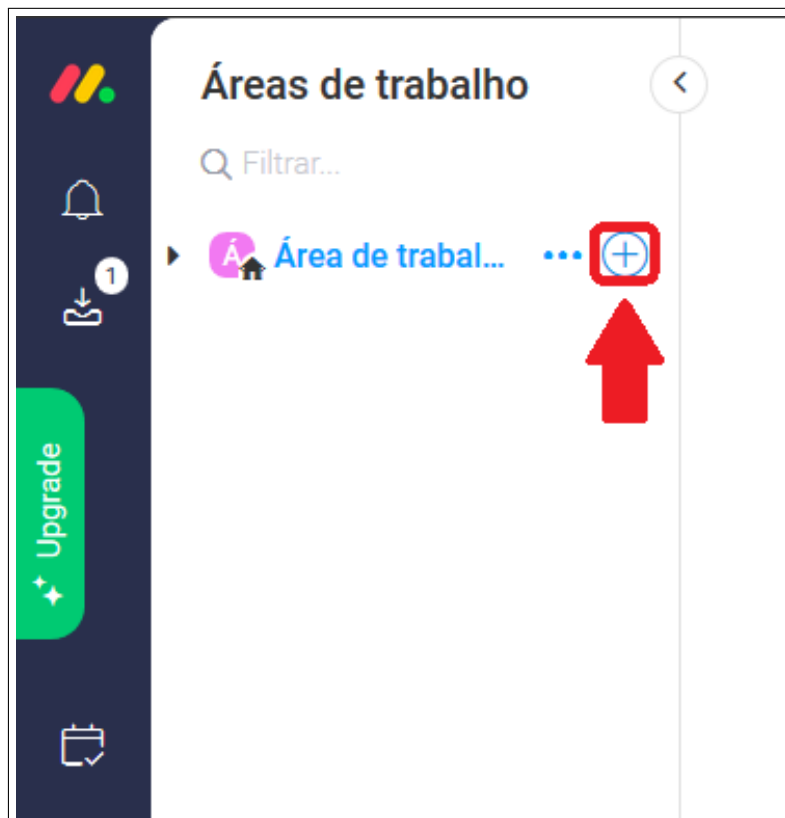 Áreas de trabalho
Filtrar...
Á Área de trabal...
1
Upgrade